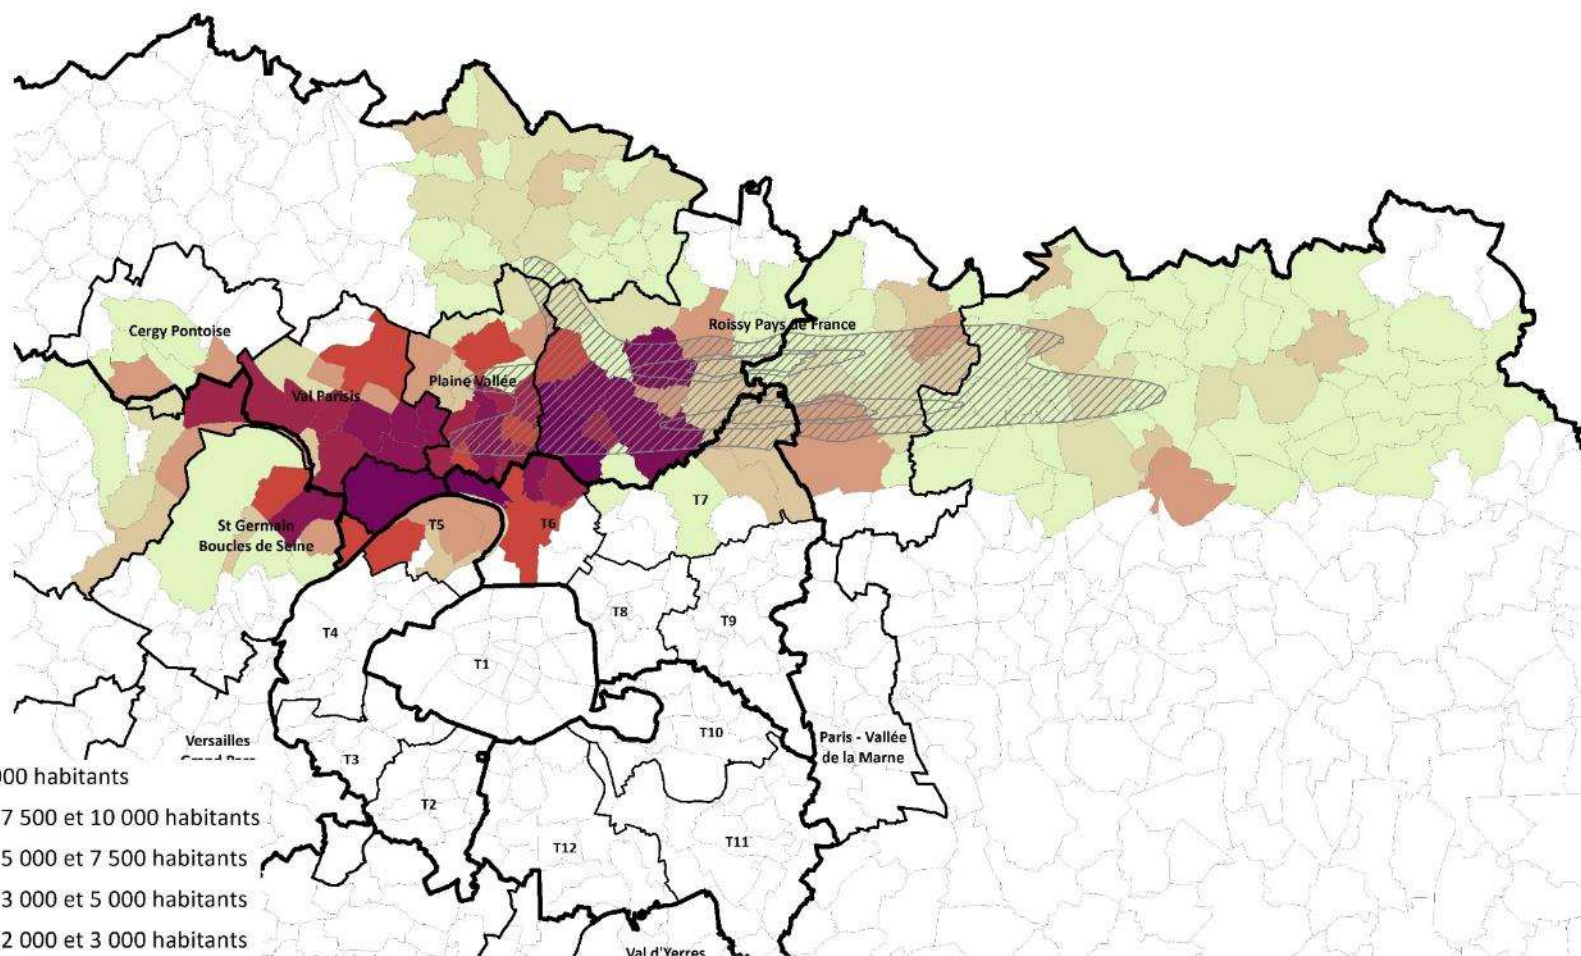 Cergy Pontoise
Roissy Pays de France
Plaine Vallée
Val Parisis
T7
T5
T6
St Germain
Boucles de Seine
T8
T9
T4
T1
T10
Versailles
Paris - Vallée
de la Marne
T3
T2
T11
T12
000 habitants
7 500 et 10 000 habitants
5 000 et 7 500 habitants
3 000 et 5 000 habitants
2 000 et 3 000 habitants
Val d'Yerres